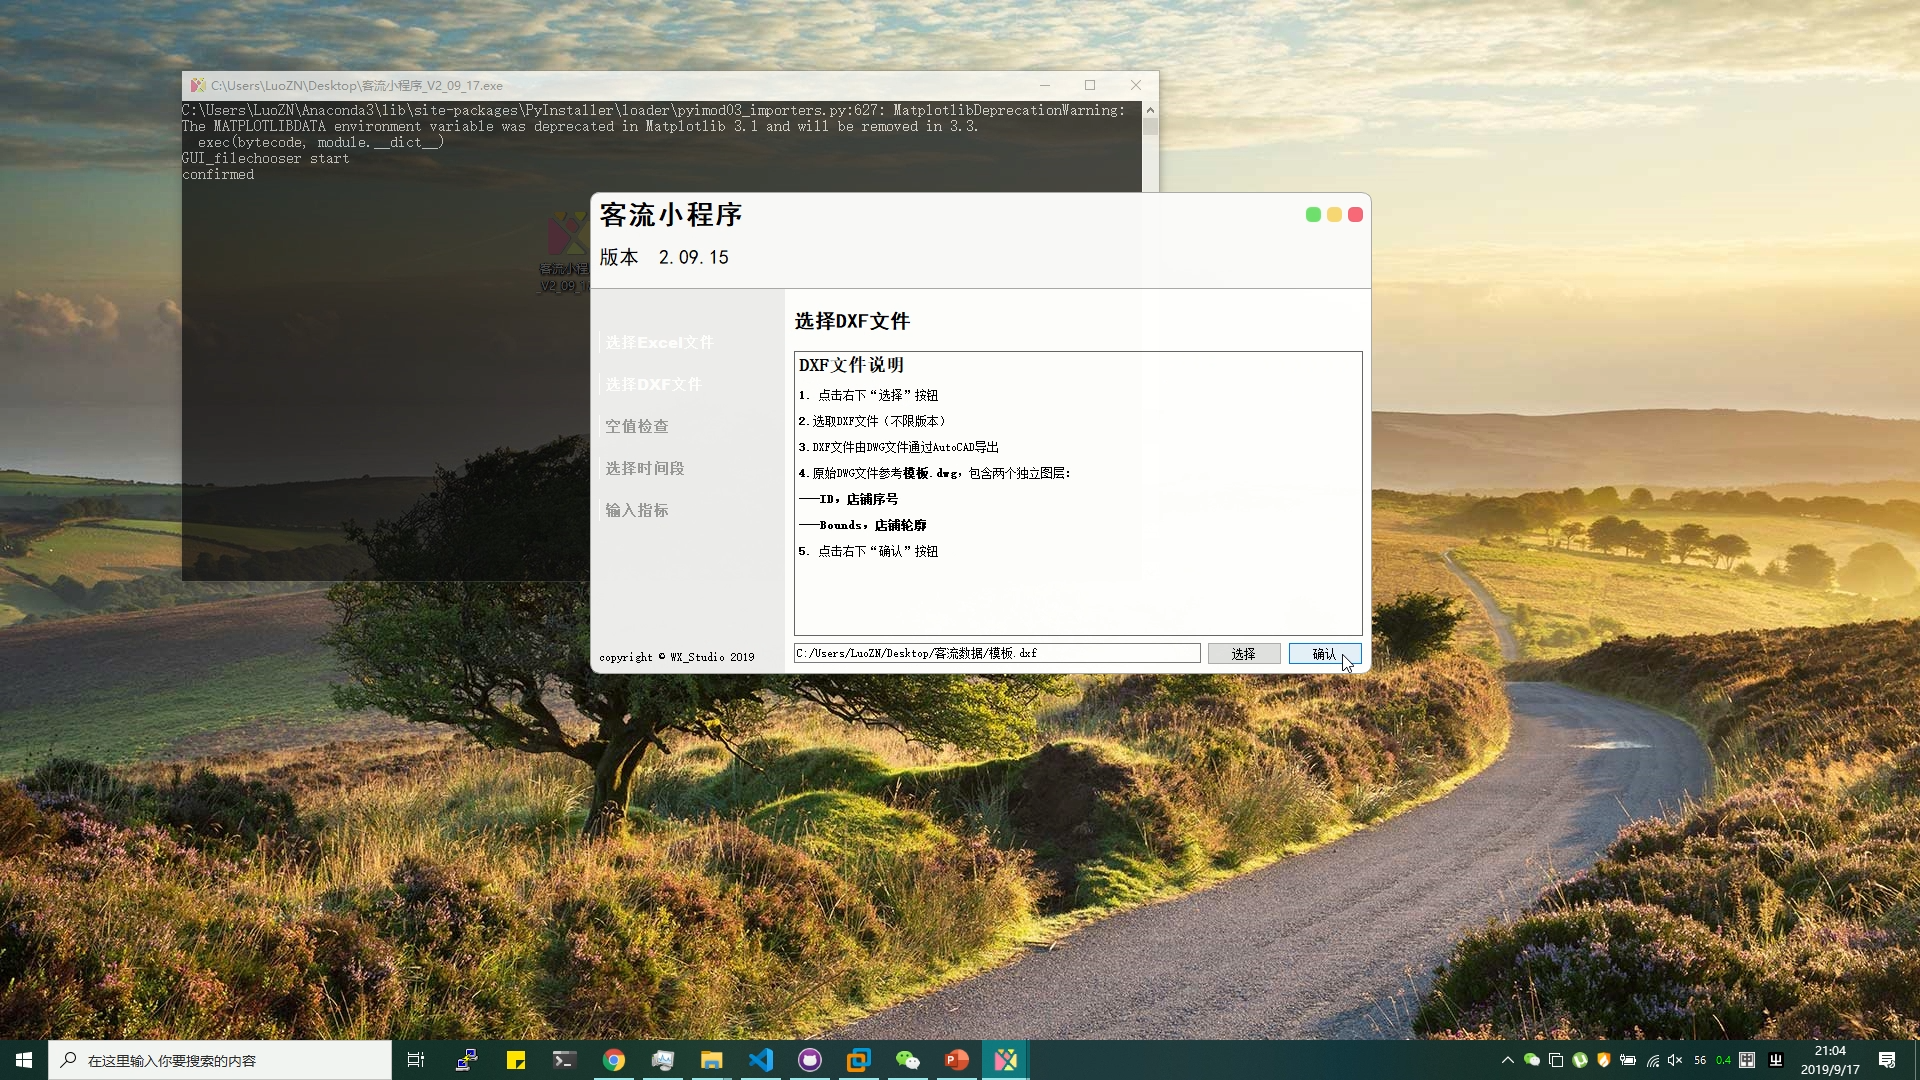 C:\Users\LuoZN\Desktop\客流小程序_V2_09_17.exe
C:\Users\LuoZN\Anaconda3\lib\site-packages\PyInstaller\loader\pyimod03_importers.py:627: MatplotlibDeprecationWarning:
The MATPLOTLIBDATA environment variable was deprecated in Matplotlib 3.1 and will be removed in 3.3.
exec(bytecode, module.__dict__)
GUI_filechooser start
confirmed
客流小程
_V2_09_1
客流小程序
版本 2.09.15
选择Excel文件
选择DXF文件
空值检查
选择时间段
输入指标
copyright © WX_Studio 2019
选择DXF文件
DXF文件说明
1. 点击右下“选择”按钮
2.选取DXF文件（不限版本）
3.DXF文件由DWG文件通过AutoCAD导出
4.原始DWG文件参考模板.dwg，包含两个独立图层：
——ID，店铺序号
——Bounds，店铺轮廓
5. 点击右下“确认”按钮
C:/Users/LuoZN/Desktop/客流数据/模板.dxf
选择
确认
在这里输入你要搜索的内容
56
0.4
21:04
2019/9/17